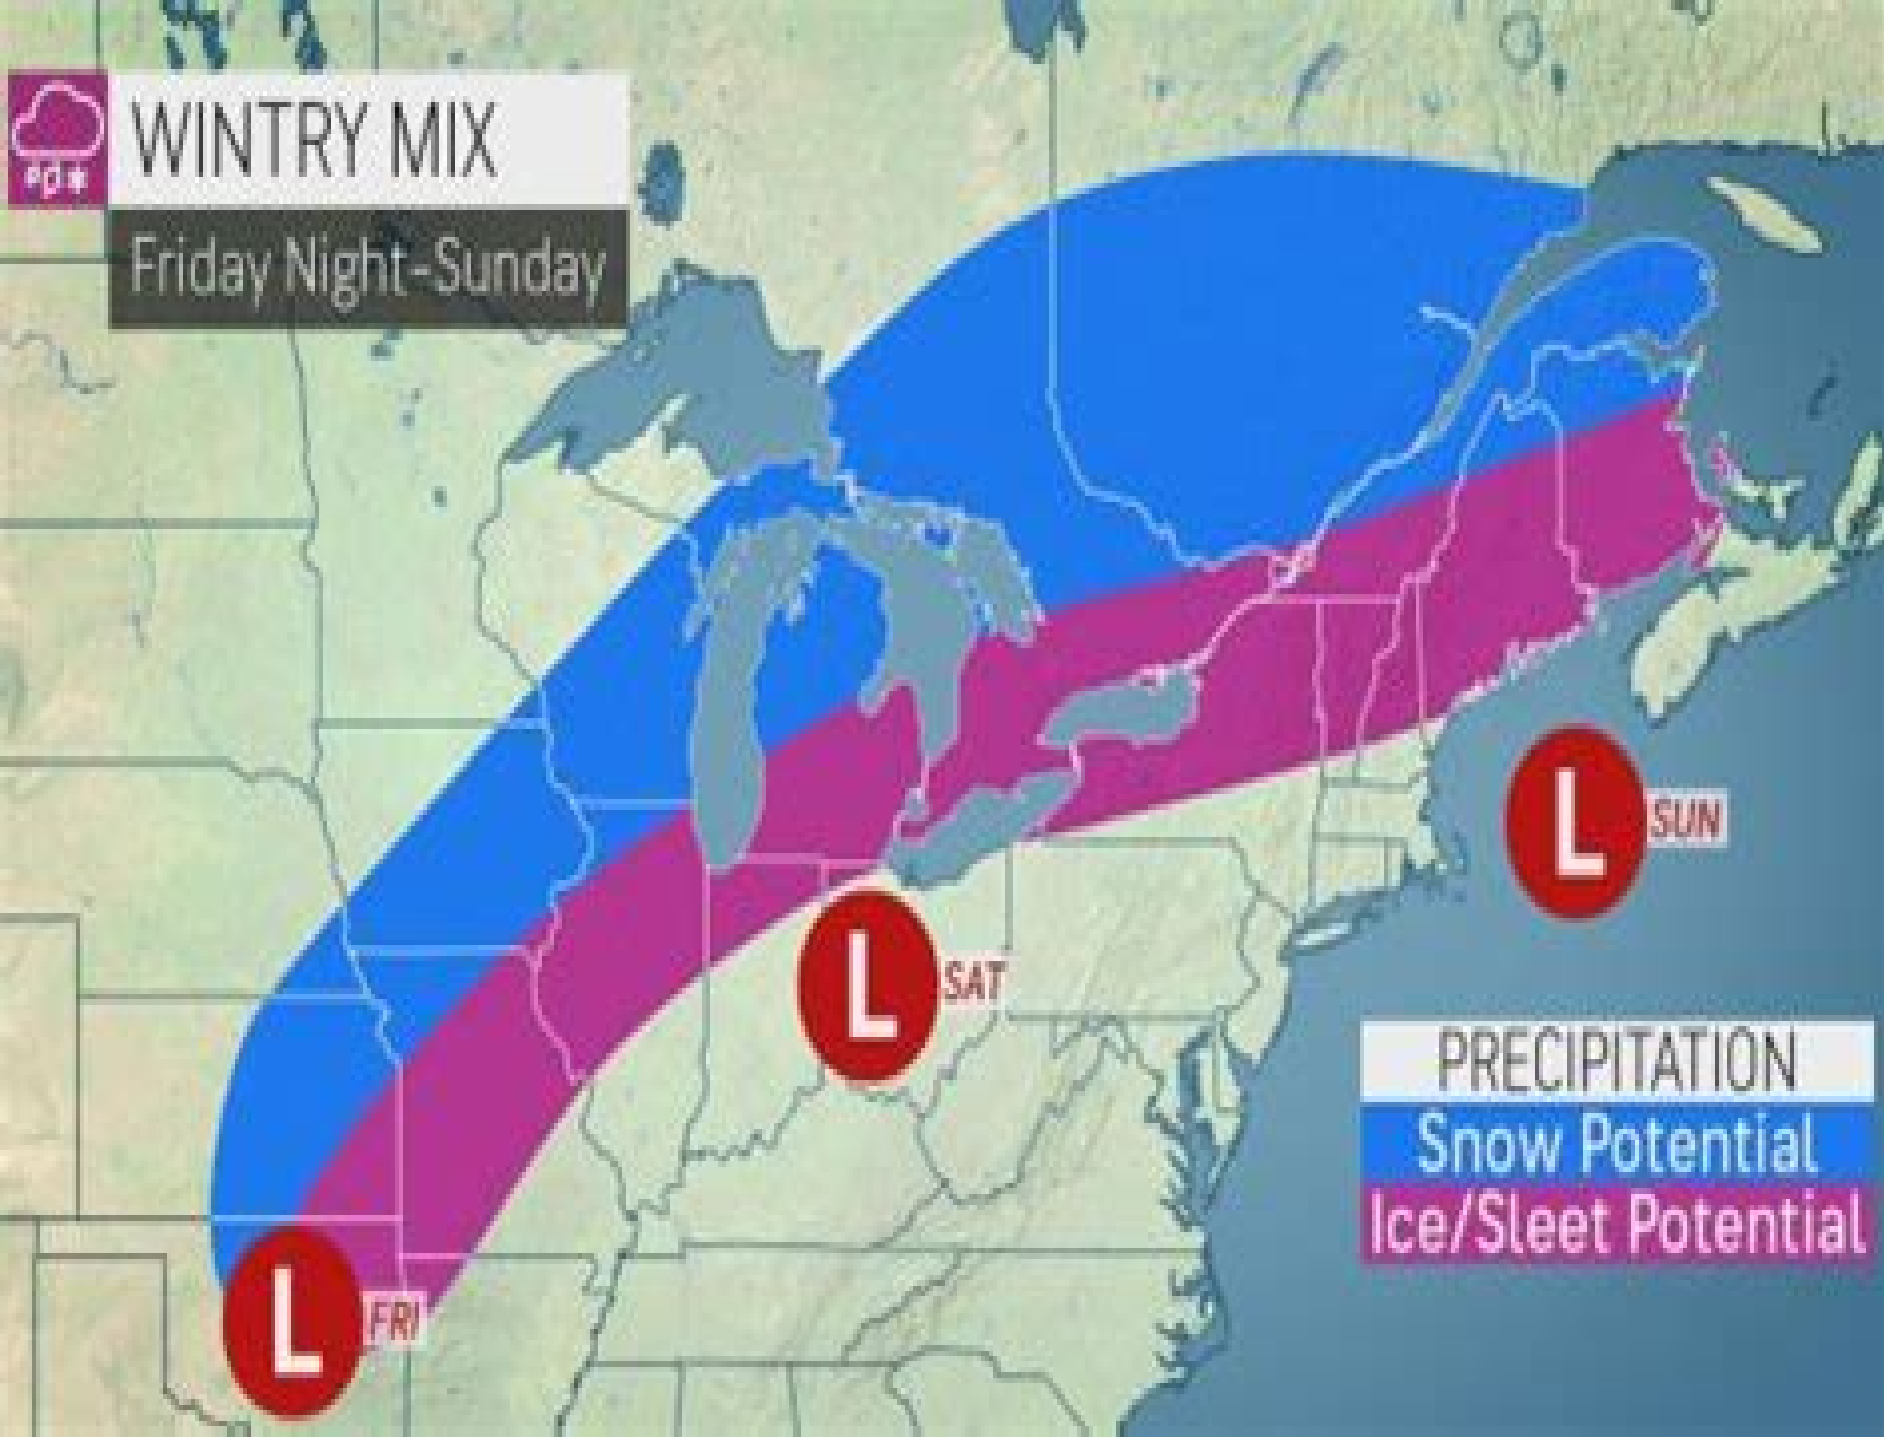 WINTRY MIX
Friday Night-Sunday
L
SUN
L
SAT
PRECIPITATION
Snow Potential
Ice/Sleet Potential
L
FRI